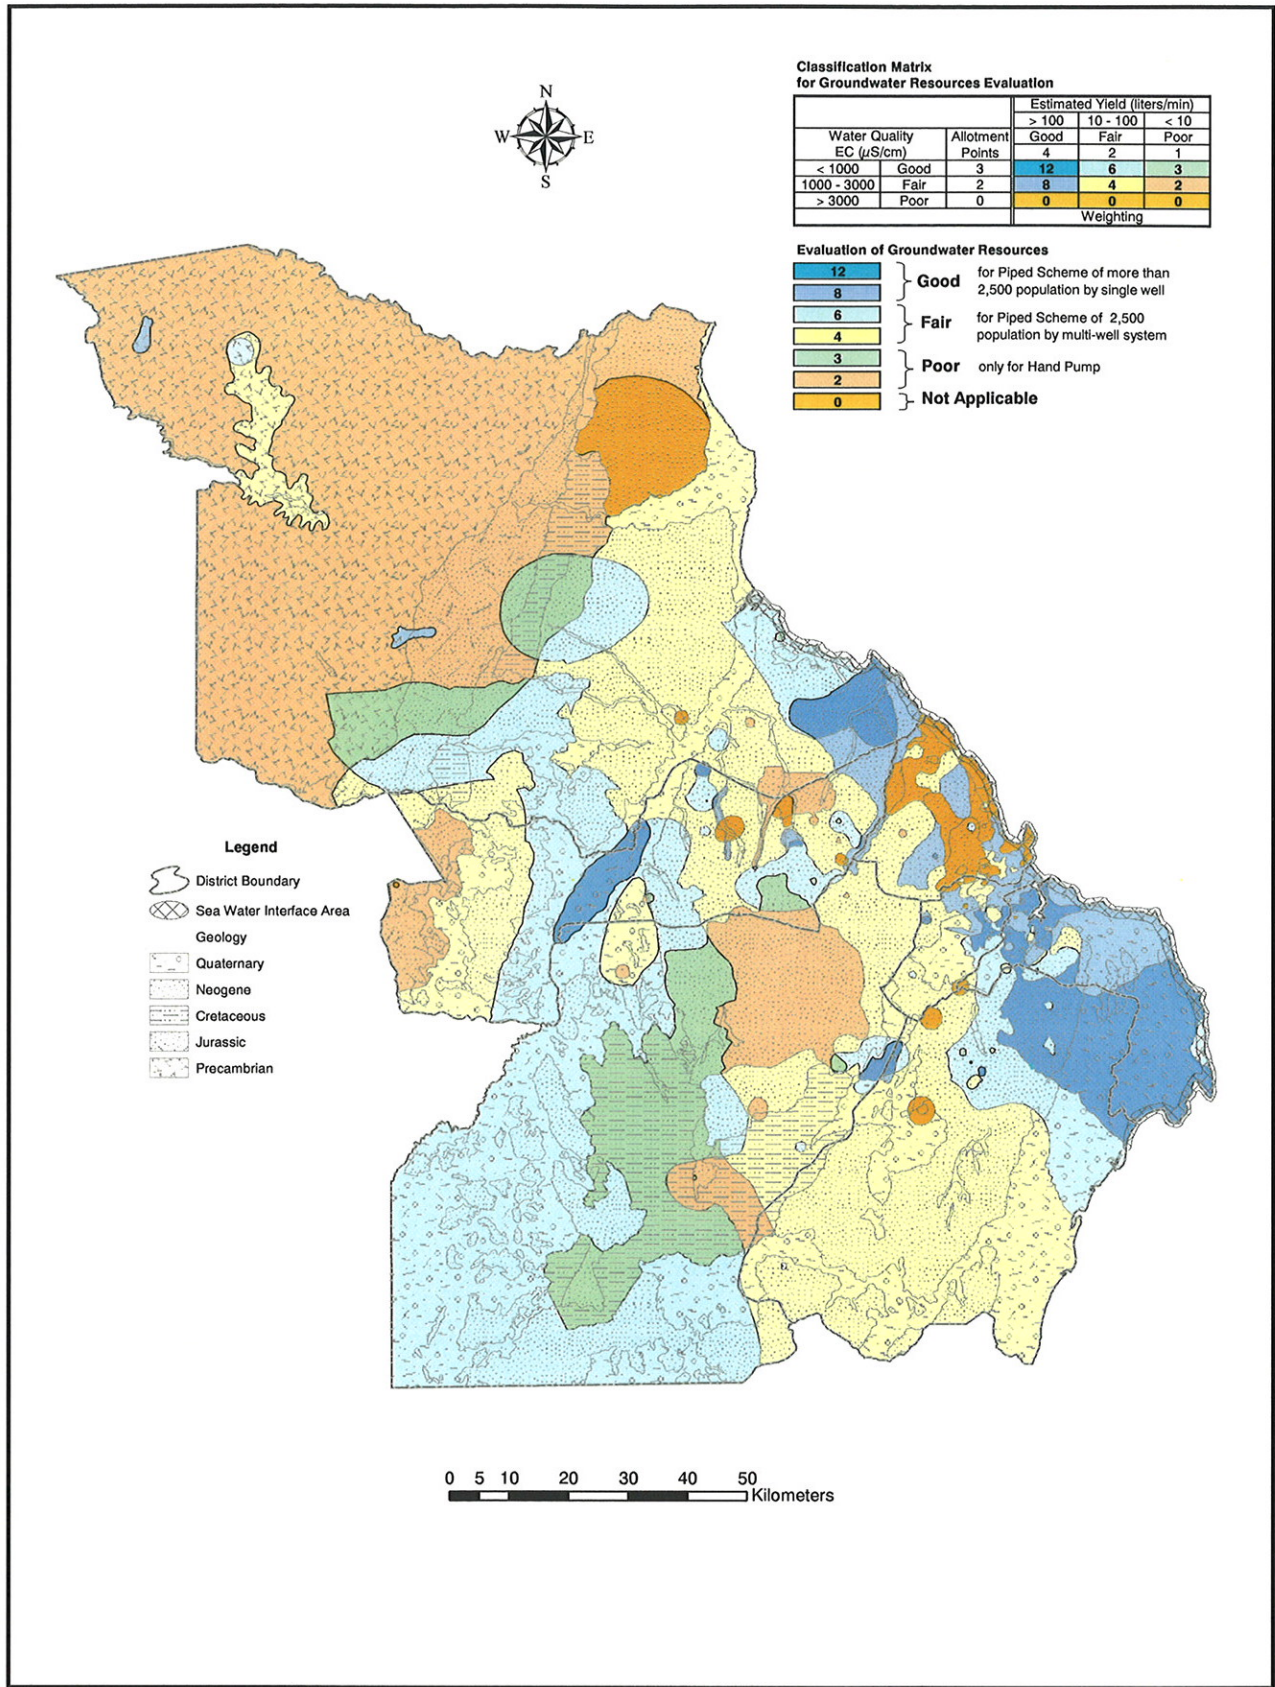 Classification Matrix
for Groundwater Resources Evaluation
Estimated Yield (liters/min)
> 100 10 - 100 < 10
Water Quality Allotment Good Fair Poor
EC (µS/cm) Points 4 2 1
< 1000 Good 3 12 6 3
1000 - 3000 Fair 2 8 4 2
> 3000 Poor 0 0 0 0
Weighting
Evaluation of Groundwater Resources
12
8
Good for Piped Scheme of more than
2,500 population by single well
6
4
Fair for Piped Scheme of 2,500
population by multi-well system
3
2
Poor only for Hand Pump
0 Not Applicable
N
W E
S
Legend
District Boundary
Sea Water Interface Area
Geology
Quaternary
Neogene
Cretaceous
Jurassic
Precambrian
0 5 10 20 30 40 50
Kilometers